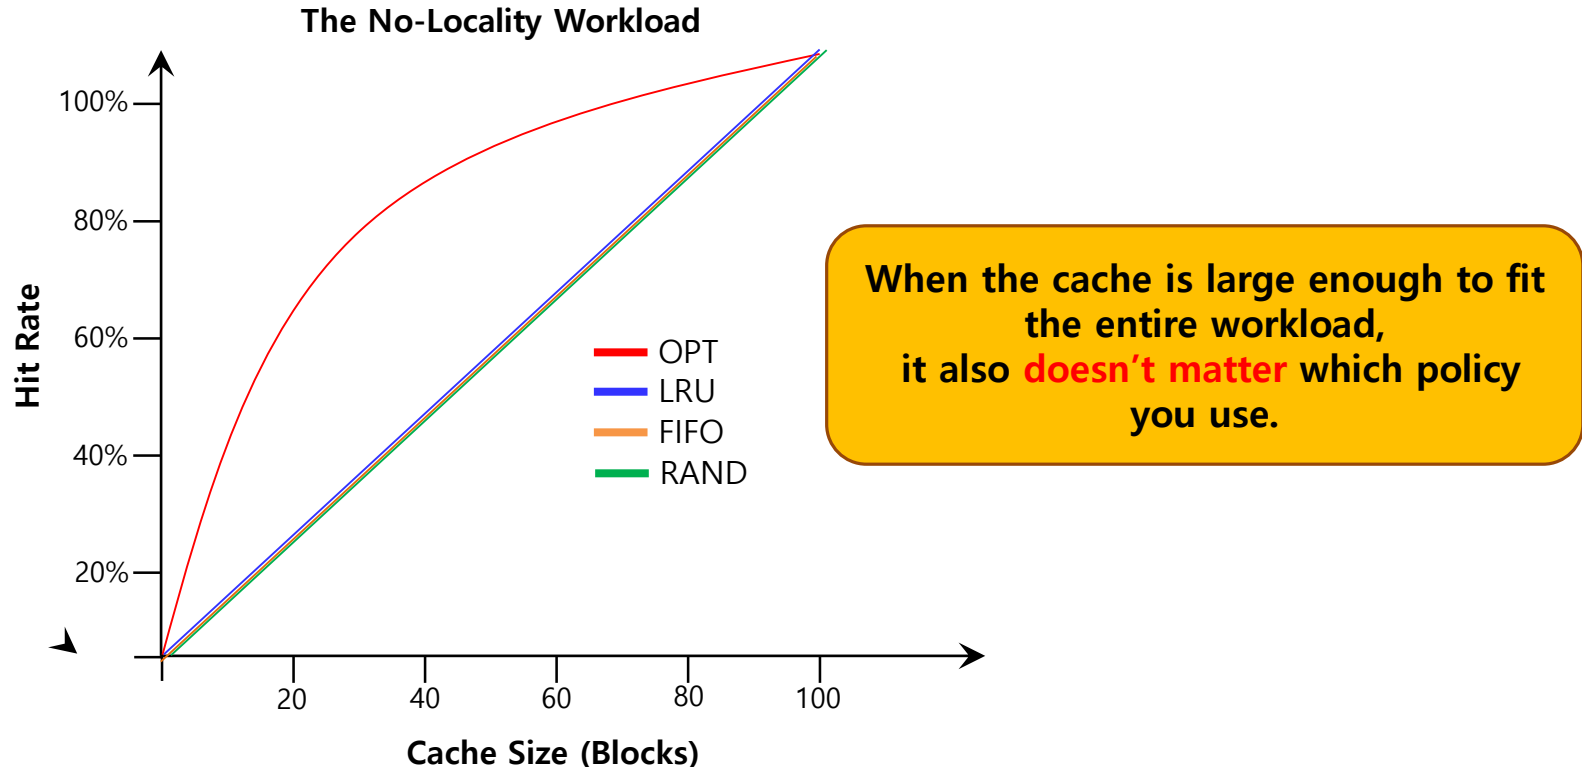 The No-Locality Workload
100%
80%
60%
40%
20%
Hit Rate
OPT
LRU
FIFO
RAND
20
40
60
80
100
Cache Size (Blocks)
When the cache is large enough to fit
the entire workload,
it also doesn’t matter which policy
you use.